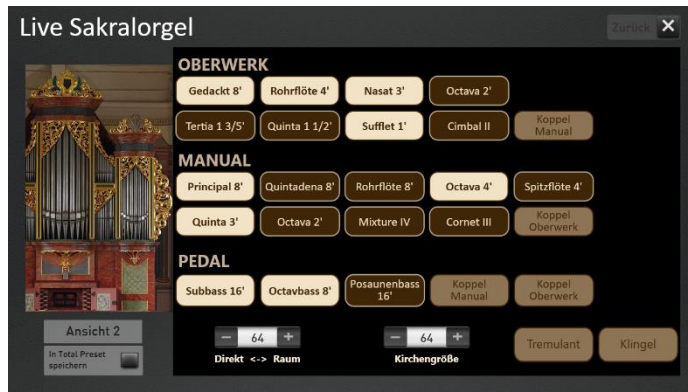 Live Sakralorgel
Zurück X
OBERWERK
Gedackt 8' Rohrflöte 4' Nasat 3' Octava 2'
Tertia 1 3/5' Quinta 1 1/2' Sufflet 1' Cimbal II Koppel Manual
MANUAL
Principal 8' Quintadena 8' Rohrflöte 8' Octava 4' Spitzflöte 4'
Quinta 3' Octava 2' Mixture IV Cornet III Koppel Oberwerk
PEDAL
Subbass 16' Octavbass 8' Posaunenbass 16' Koppel Manual Koppel Oberwerk
Ansicht 2
In Total Preset
speichern
− 64 +
Direkt <-> Raum
− 64 +
Kirchengröße
Tremulant Klingel